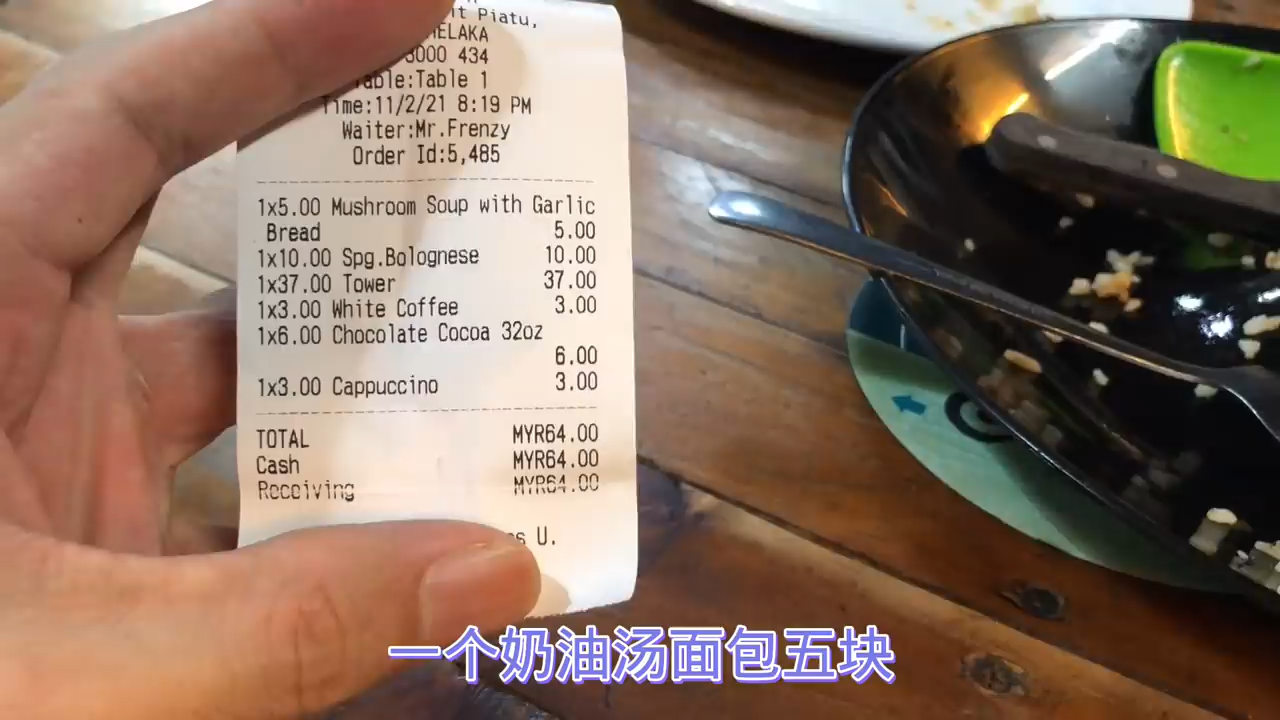 Piatu,
3000 434
Table:Table 1
Time:11/2/21 8:19 PM
Waiter:Mr.Frenzy
Order Id:5,485
1x5.00 Mushroom Soup with Garlic
Bread 5.00
1x10.00 Spg.Bolognese 10.00
1x37.00 Tower 37.00
1x3.00 White Coffee 3.00
1x6.00 Chocolate Cocoa 32oz
6.00
1x3.00 Cappuccino 3.00
TOTAL MYR64.00
Cash MYR64.00
Receiving MYR64.00
U.
一个奶油汤面包五块